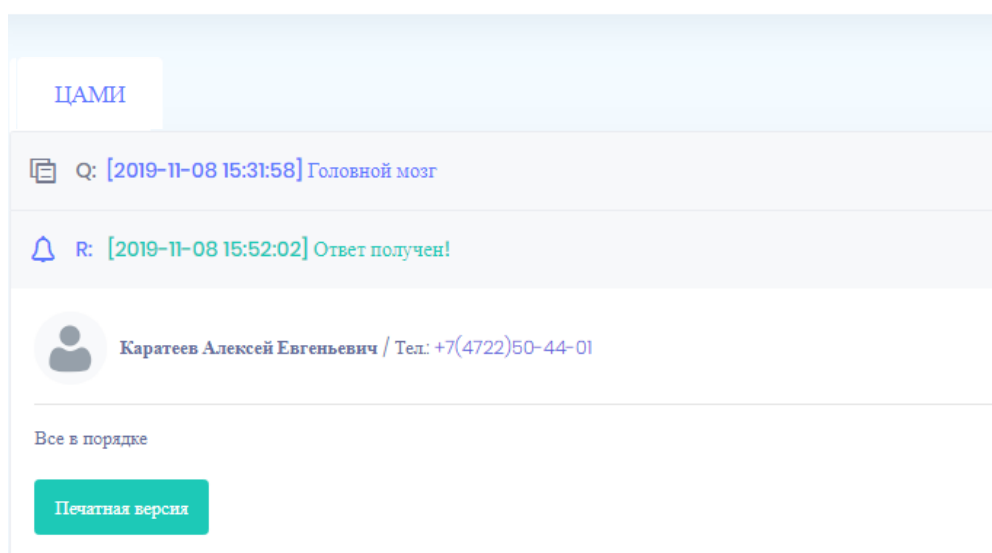 ЦАМИ
Q: [2019-11-08 15:31:58] Головной мозг
R: [2019-11-08 15:52:02] Ответ получен!
Каратеев Алексей Евгеньевич / Тел.: +7(4722)50-44-01
Все в порядке
Печатная версия